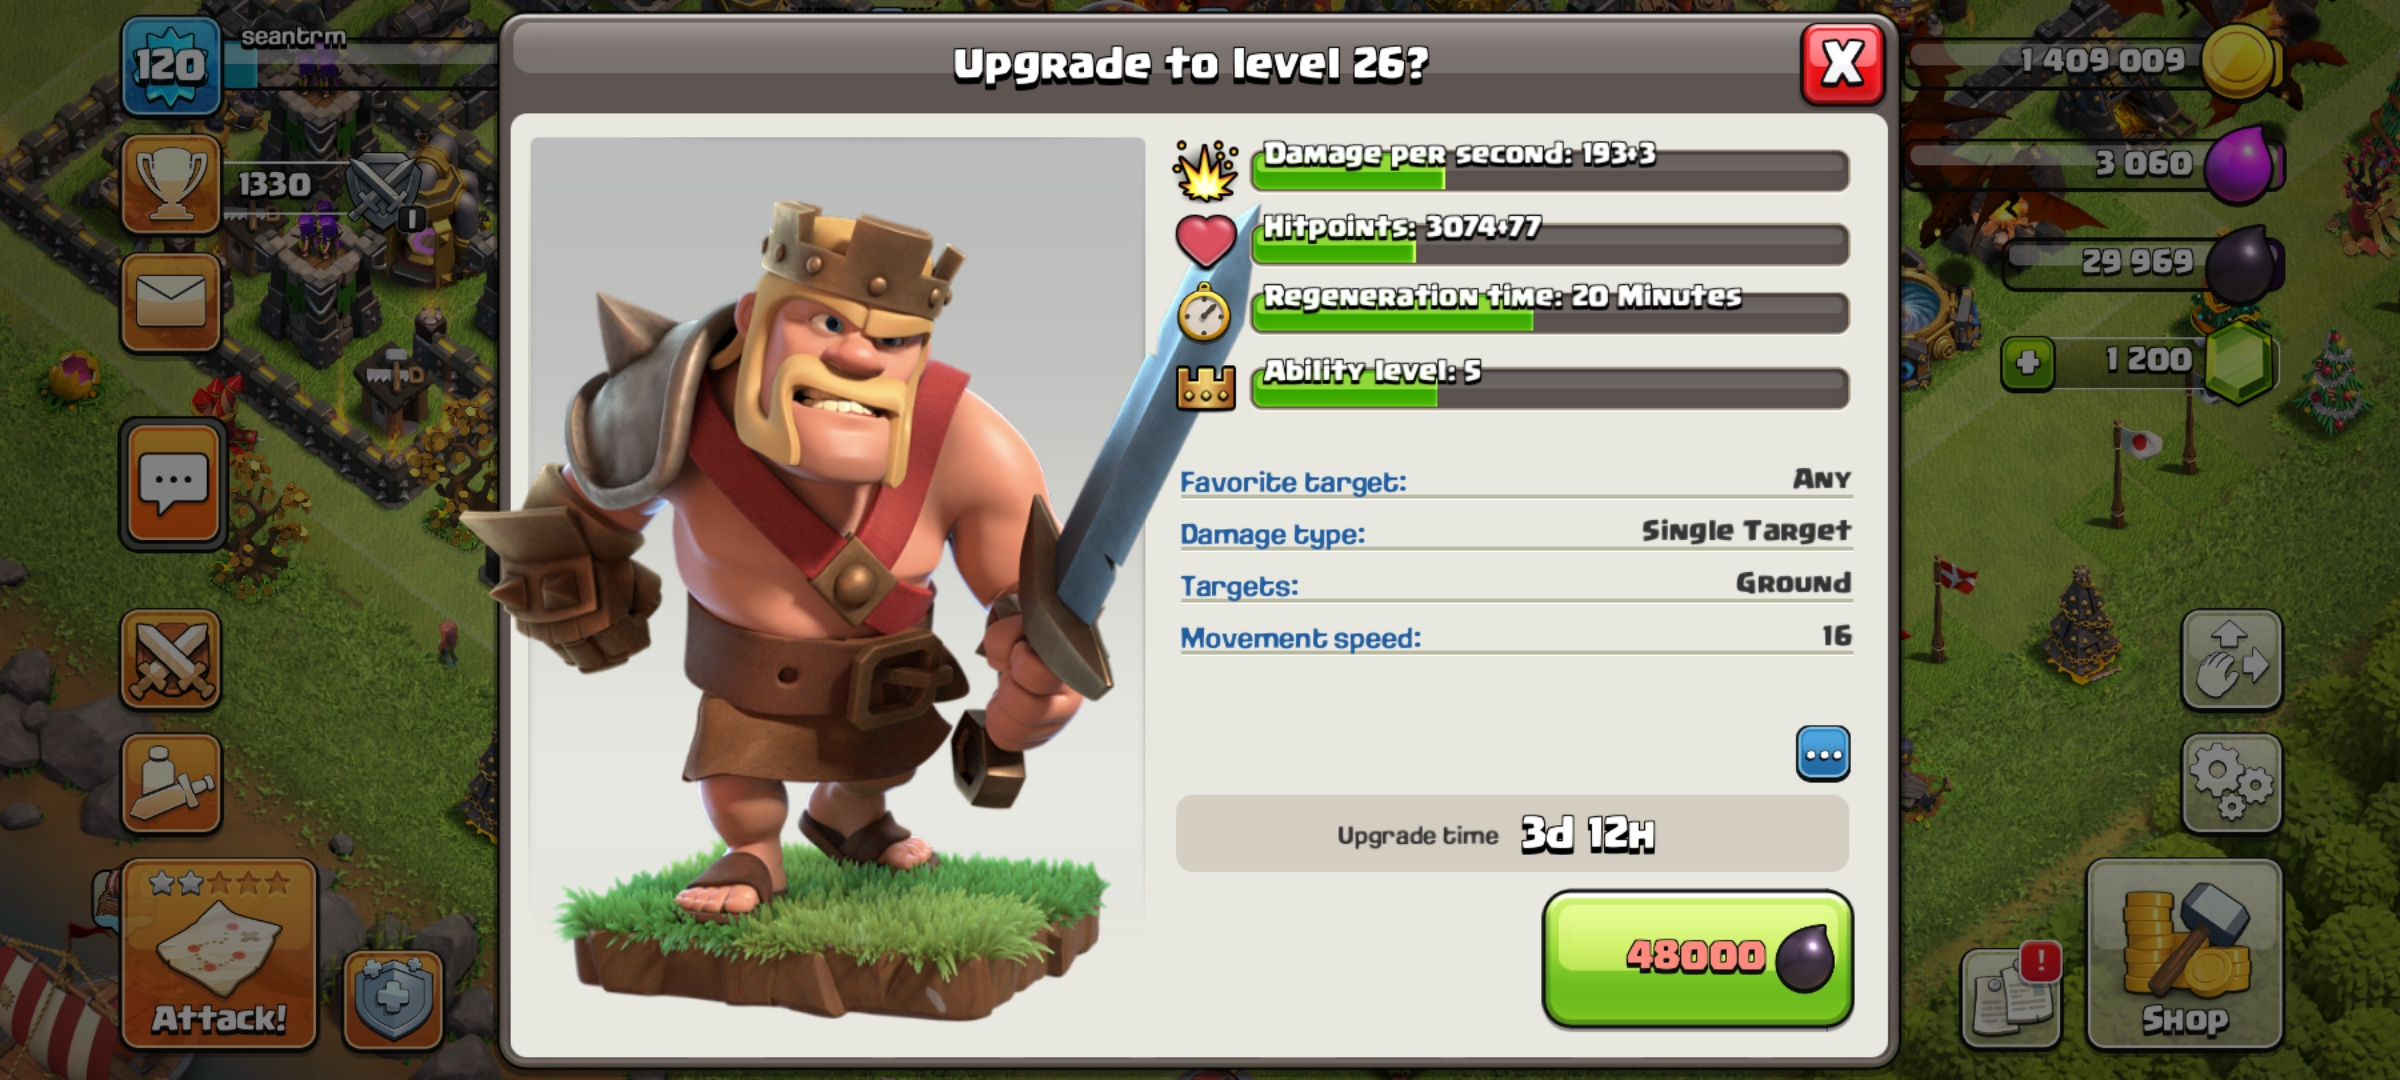 120
seantrm
Upgrade to level 26?
X
1 409 009
1330
I
3 060
29 969
1 200
Damage per second: 193+3
Hitpoints: 3074+77
Regeneration time: 20 Minutes
Ability level: 5
Favorite target: Any
Damage type: Single Target
Targets: Ground
Movement speed: 16
Upgrade time 3d 12H
48000
Attack!
!
Shop